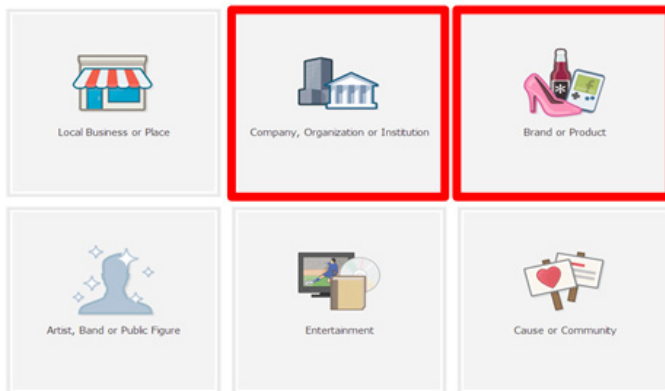 Local Business or Place
Company, Organization or Institution
Brand or Product
Artist, Band or Public Figure
Entertainment
Cause or Community